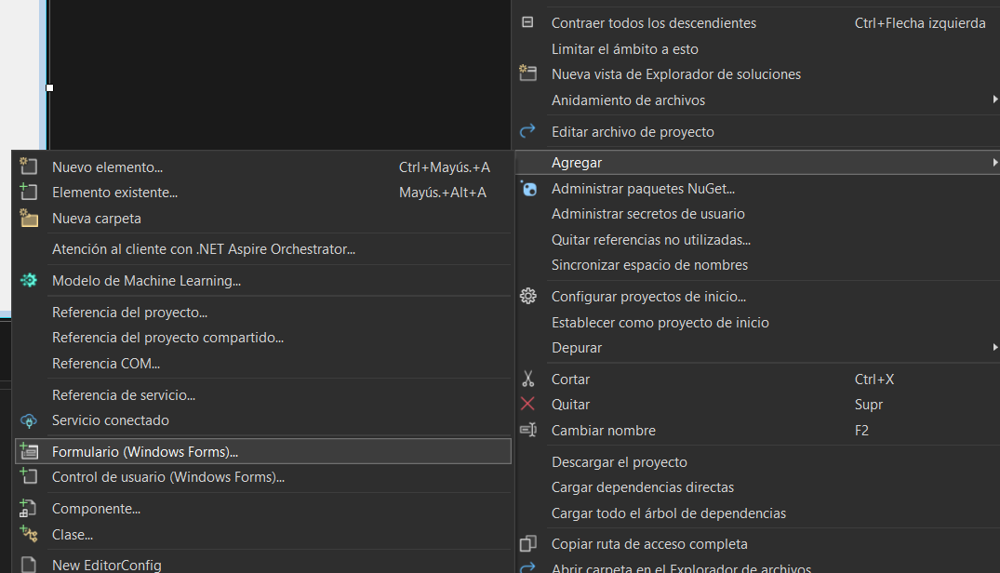 Contraer todos los descendientes Ctrl+Flecha izquierda
Limitar el ámbito a esto
Nueva vista de Explorador de soluciones
Anidamiento de archivos
Editar archivo de proyecto
Agregar
Administrar paquetes NuGet...
Administrar secretos de usuario
Quitar referencias no utilizadas...
Sincronizar espacio de nombres
Configurar proyectos de inicio...
Establecer como proyecto de inicio
Depurar
Cortar Ctrl+X
Quitar Supr
Cambiar nombre F2
Descargar el proyecto
Cargar dependencias directas
Cargar todo el árbol de dependencias
Copiar ruta de acceso completa
Abrir carpeta en el Explorador de archivos
Nuevo elemento... Ctrl+Mayús.+A
Elemento existente... Mayús.+Alt+A
Nueva carpeta
Atención al cliente con .NET Aspire Orchestrator...
Modelo de Machine Learning...
Referencia del proyecto...
Referencia del proyecto compartido...
Referencia COM...
Referencia de servicio...
Servicio conectado
Formulario (Windows Forms)...
Control de usuario (Windows Forms)...
Componente...
Clase...
New EditorConfig